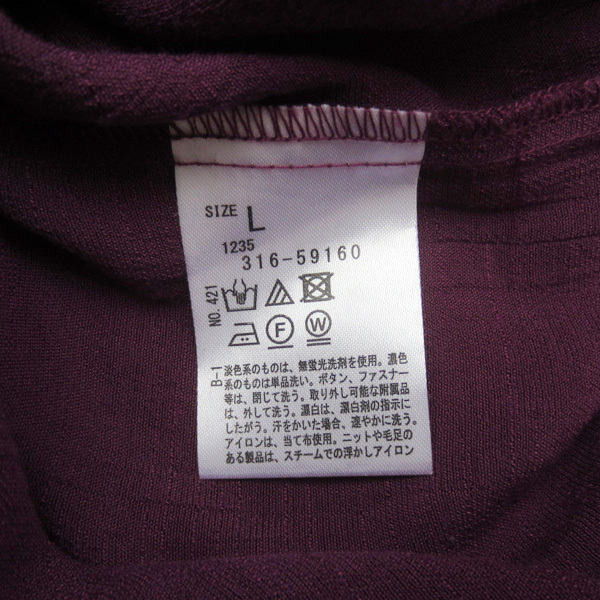 SIZE L
1235
316-59160
NO. 421
F W
B-1
淡色系のものは、無蛍光洗剤を使用。濃色
系のものは単品洗い。ボタン、ファスナー
等は、閉じて洗う。取り外し可能な附属品
は、外して洗う。漂白は、漂白剤の指示に
したがう。汗をかいた場合、速やかに洗う。
アイロンは、当て布使用。ニットや毛足の
ある製品は、スチームでの浮かしアイロン